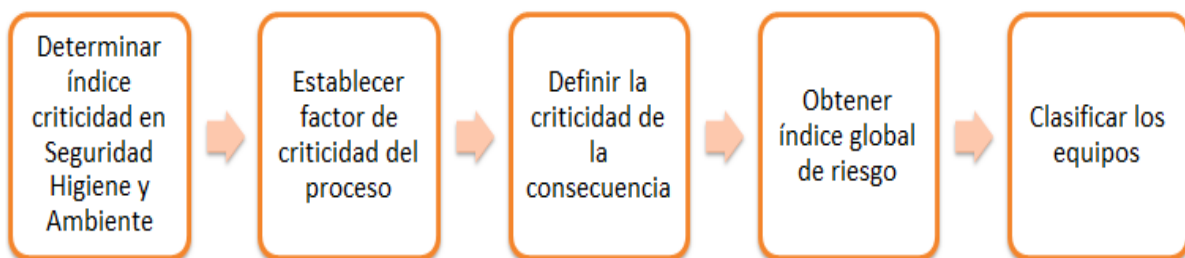 Determinar
índice
criticidad en
Seguridad
Higiene y
Ambiente
Establecer
factor de
criticidad del
proceso
Definir la
criticidad de
la
consecuencia
Obtener
índice global
de riesgo
Clasificar los
equipos